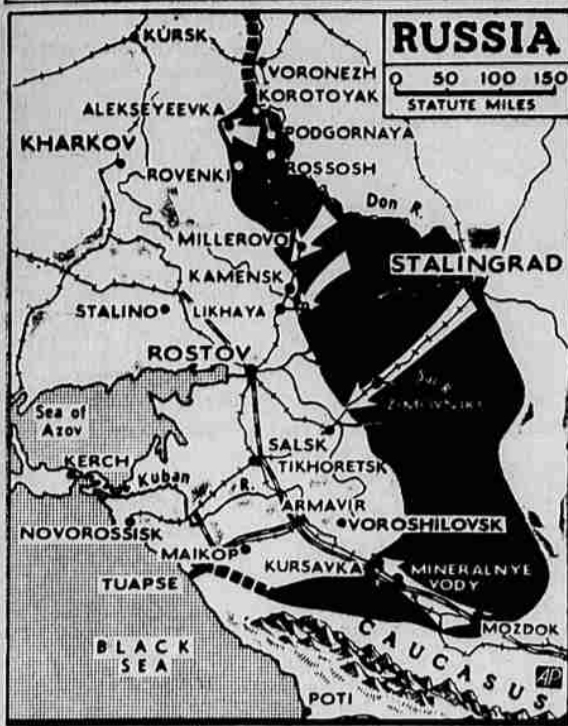 RUSSIA
0 50 100 150
STATUTE MILES
KURSK
VORONEZH
KOROTOYAK
ALEKSEYEEVKA
PODGORNAYA
KHARKOV
ROVENKI
ROSSOSH
Don R.
MILLEROVO
STALINGRAD
KAMENSK
STALINO
LIKHAYA
ROSTOV
Sal R.
ZIMOVNIKI
Sea of
Azov
SALSK
KERCH
TIKHORETSK
Kuban
R.
ARMAVIR
NOVOROSSISK
VOROSHILOVSK
MAIKOP
KURSAVKA
MINERALNYE
VODY
TUAPSE
MOZDOK
CAUCASUS
BLACK
SEA
AP
POTI